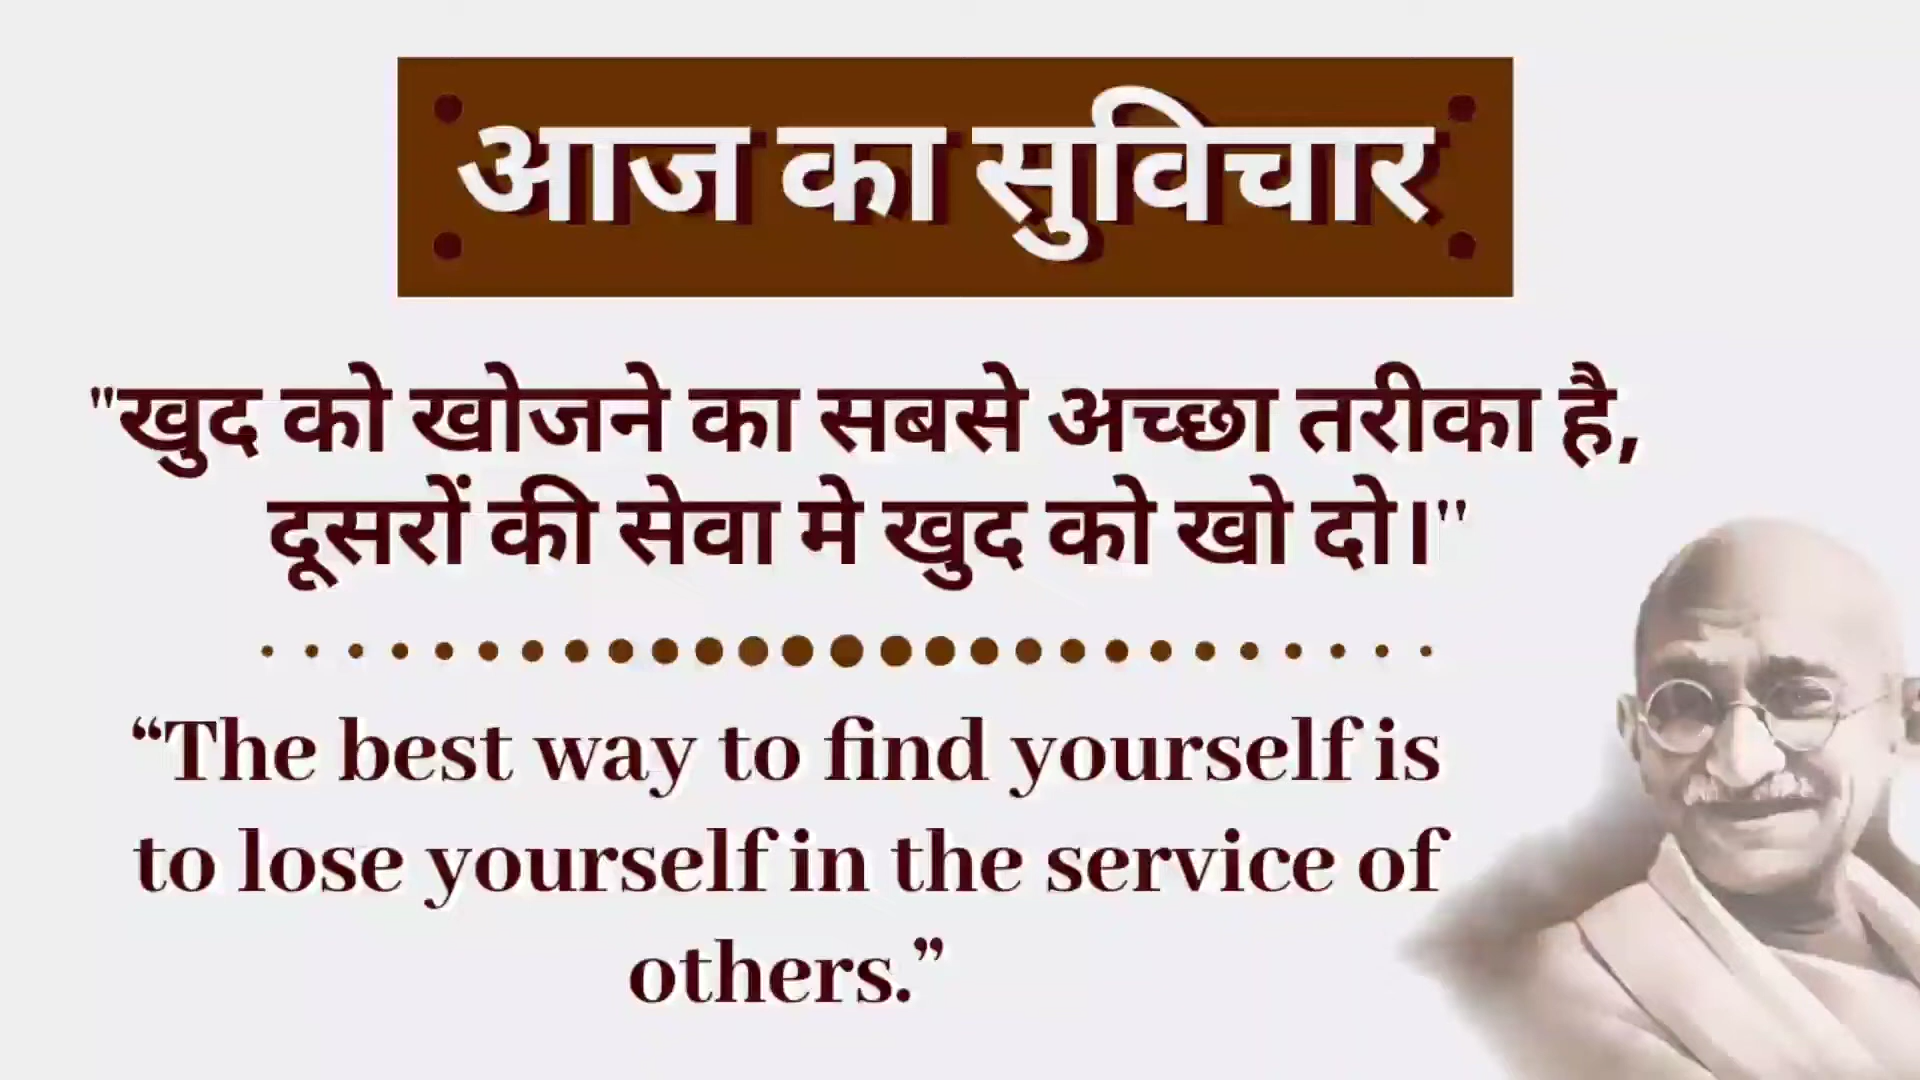 आज का सुविचार
"खुद को खोजने का सबसे अच्छा तरीका है,
दूसरों की सेवा मे खुद को खो दो।"
“The best way to find yourself is
to lose yourself in the service of
others.”